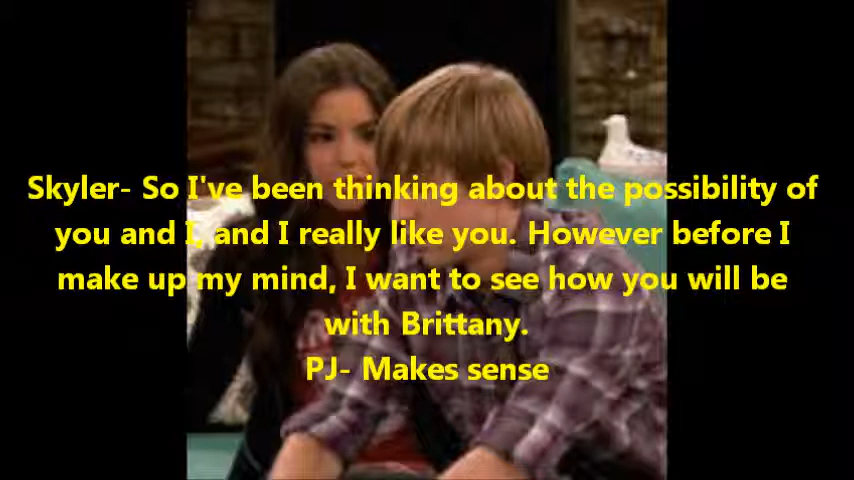 Skyler- So I've been thinking about the possibility of
you and I, and I really like you. However before I
make up my mind, I want to see how you will be
with Brittany.
PJ- Makes sense